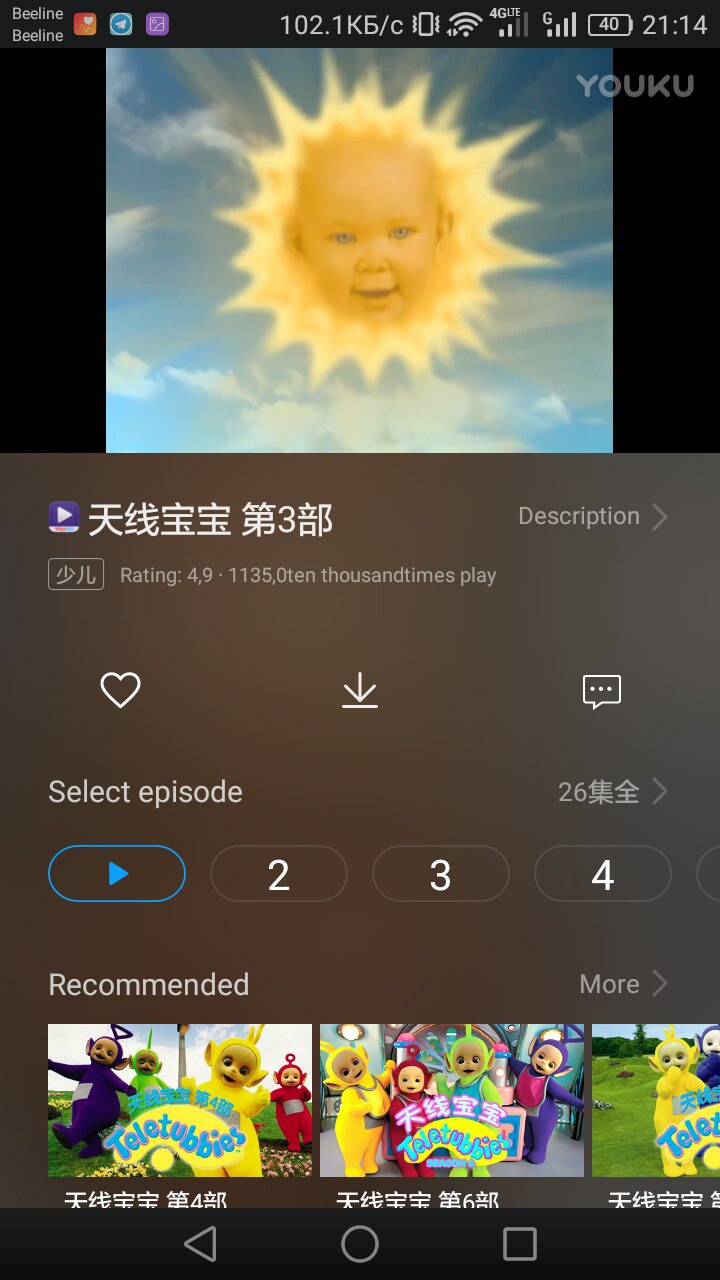 Beeline
Beeline
102.1КБ/с 4G LTE G 40 21:14
YOUKU
天线宝宝 第3部
Description
少儿 Rating: 4,9 · 1135,0ten thousandtimes play
Select episode
26集全
2 3 4
Recommended
More
天线宝宝 第4部
Teletubbies
天线宝宝
Teletubbies
天线宝
Telet
天线宝宝 第4部
天线宝宝 第6部
天线宝宝